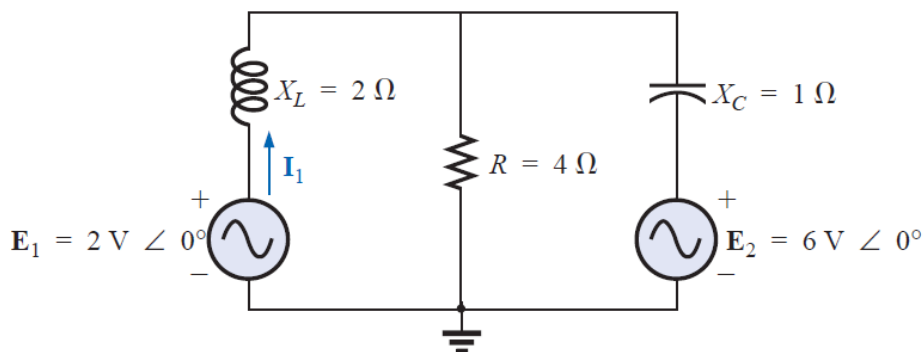 X_L = 2 Ω
X_C = 1 Ω
I_1
R = 4 Ω
+
+
E_1 = 2 V ∠ 0°
E_2 = 6 V ∠ 0°
−
−